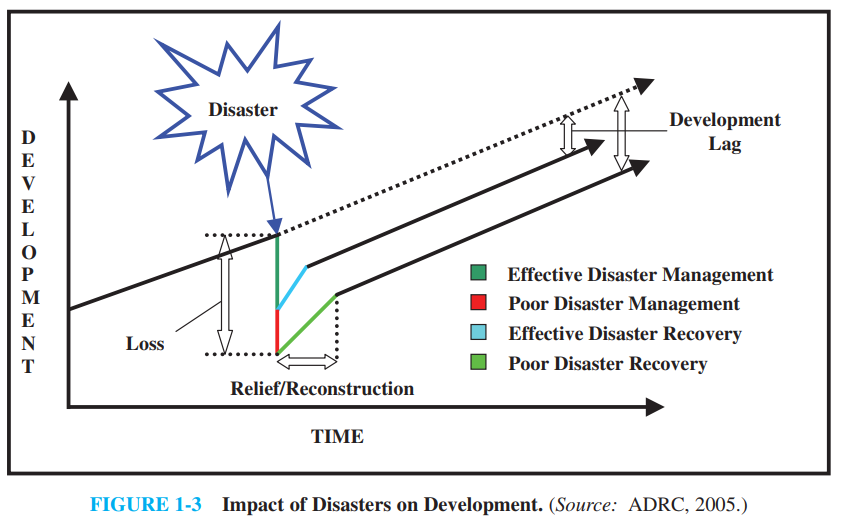 Disaster
DEVELOPMENT
Development
Lag
Effective Disaster Management
Poor Disaster Management
Effective Disaster Recovery
Poor Disaster Recovery
Loss
Relief/Reconstruction
TIME
FIGURE 1-3 Impact of Disasters on Development. (Source: ADRC, 2005.)